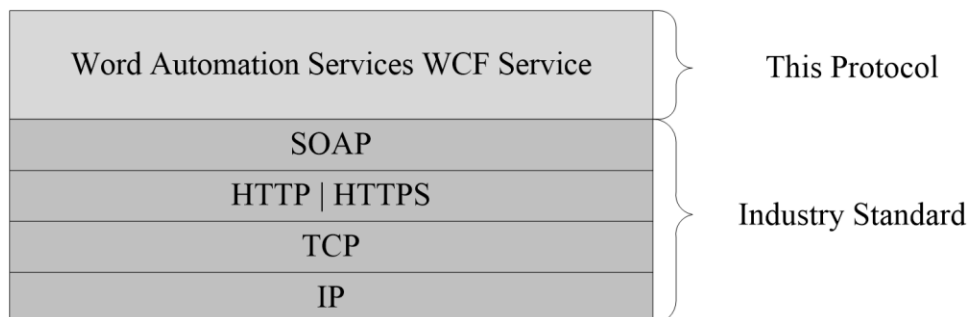 Word Automation Services WCF Service
This Protocol
SOAP
HTTP | HTTPS
TCP
IP
Industry Standard